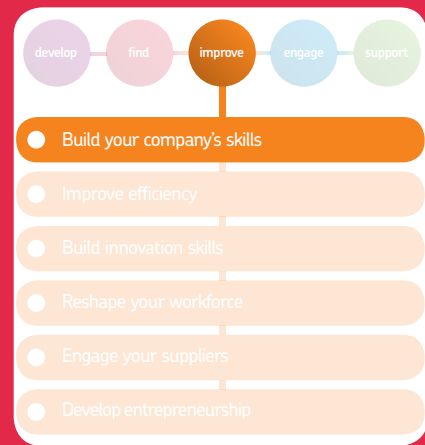 develop
find
improve
engage
support
Build your company's skills
Improve efficiency
Build innovation skills
Reshape your workforce
Engage your suppliers
Develop entrepreneurship